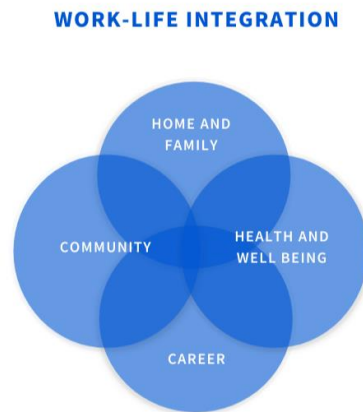 WORK-LIFE INTEGRATION
HOME AND
FAMILY
COMMUNITY
HEALTH AND
WELL BEING
CAREER